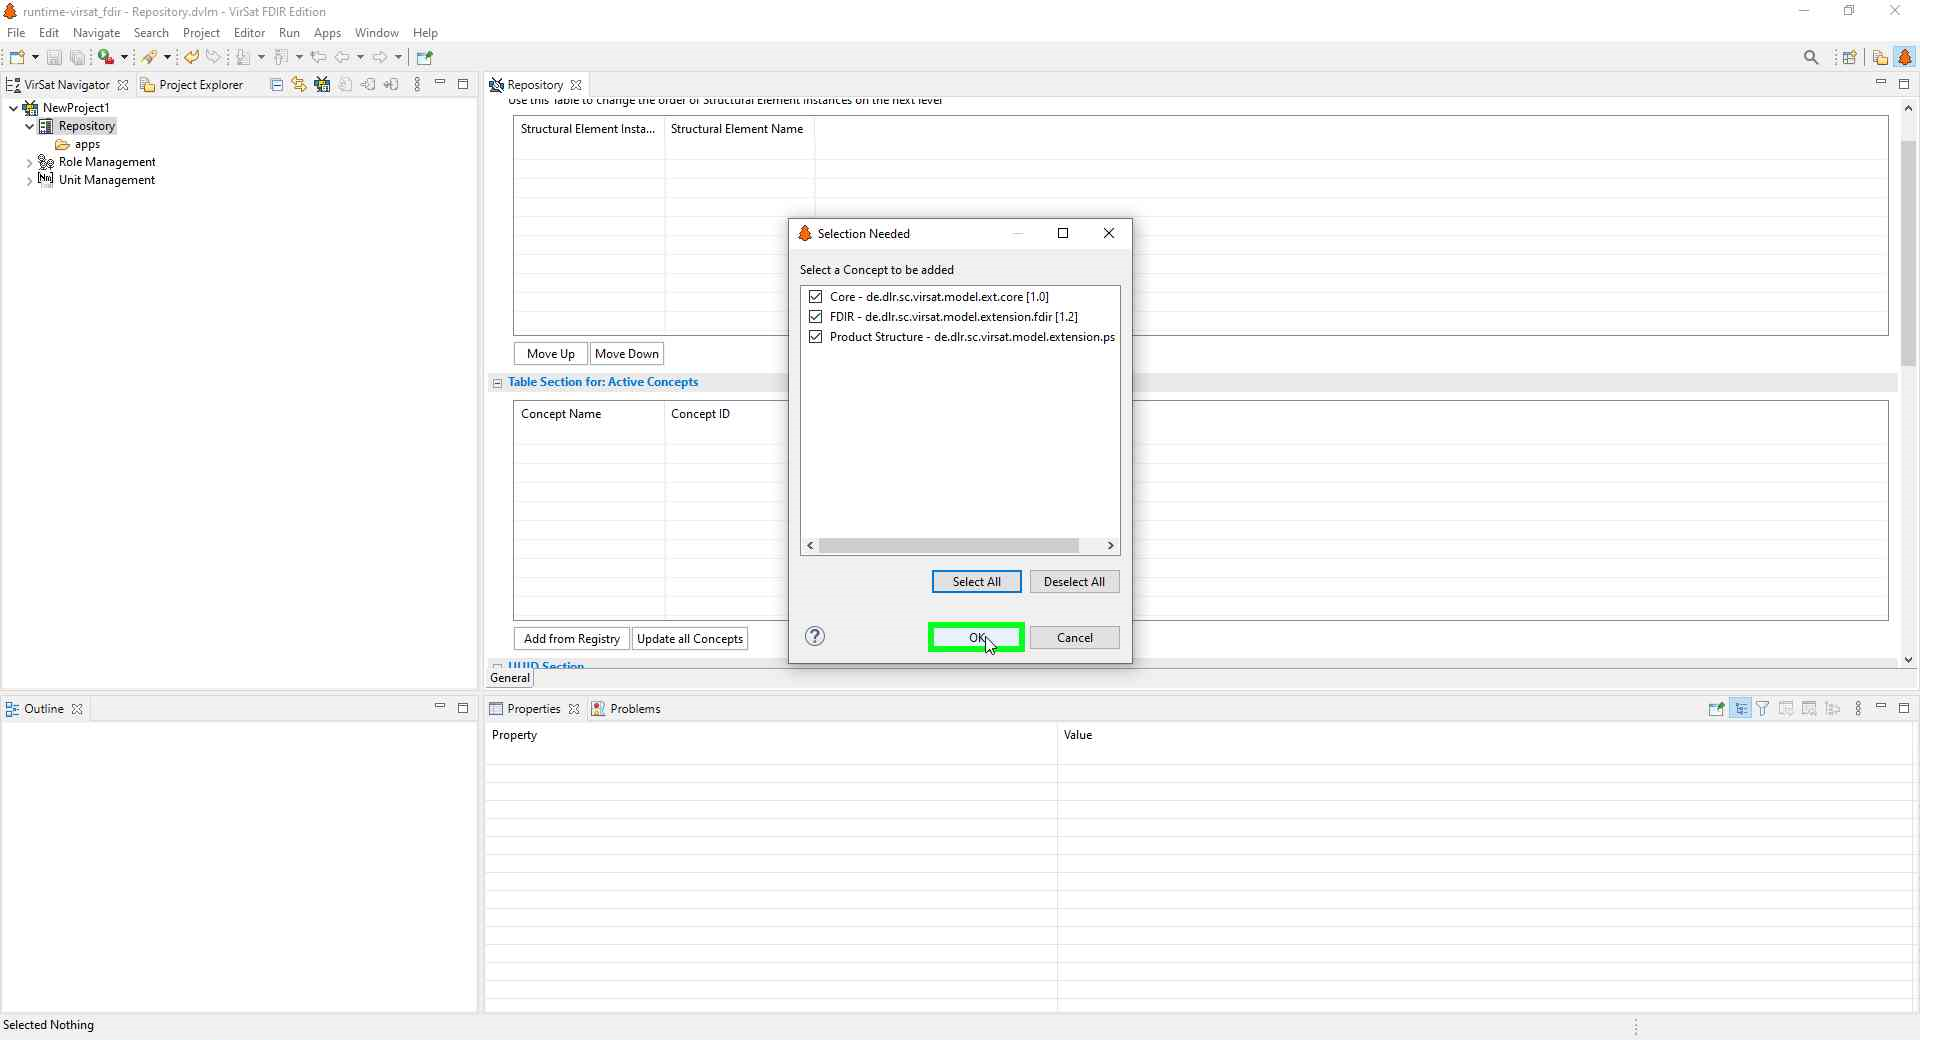 runtime-virsat_fdir - Repository.dvlm - VirSat FDIR Edition
File Edit Navigate Search Project Editor Run Apps Window Help
VirSat Navigator Project Explorer
NewProject1
Repository
apps
Role Management
Unit Management
Repository
Use this Table to change the order of Structural Element Instances on the next level
Structural Element Insta... Structural Element Name
Move Up Move Down
Table Section for: Active Concepts
Concept Name Concept ID
Add from Registry Update all Concepts
UUID Section
General
Selection Needed
Select a Concept to be added
Core - de.dlr.sc.virsat.model.ext.core [1.0]
FDIR - de.dlr.sc.virsat.model.extension.fdir [1.2]
Product Structure - de.dlr.sc.virsat.model.extension.ps
Select All Deselect All
OK Cancel
Outline
Properties Problems
Property Value
Selected Nothing